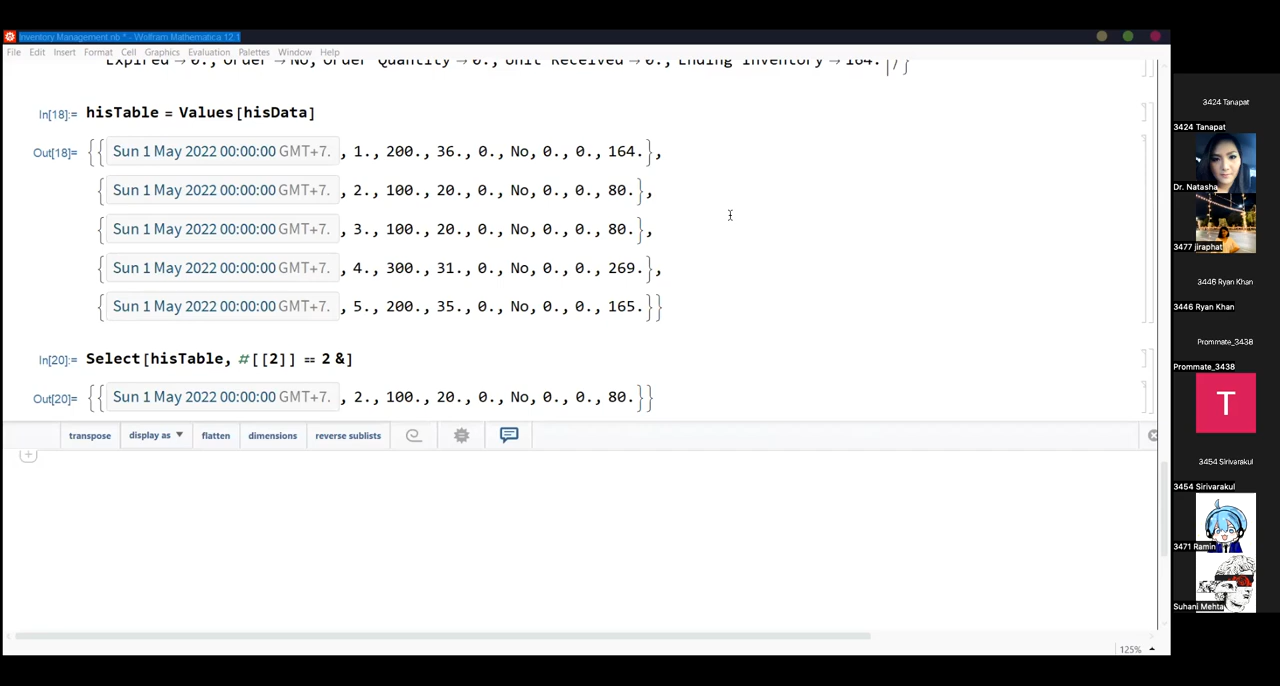 Inventory Management.nb * - Wolfram Mathematica 12.1
File Edit Insert Format Cell Graphics Evaluation Palettes Window Help
Expired → 0., Order → No, Order Quantity → 0., Unit Received → 0., Ending Inventory → 164. |⟩}
In[18]:= hisTable = Values[hisData]
Out[18]= {{ Sun 1 May 2022 00:00:00 GMT+7. , 1., 200., 36., 0., No, 0., 0., 164.},
{ Sun 1 May 2022 00:00:00 GMT+7. , 2., 100., 20., 0., No, 0., 0., 80.},
{ Sun 1 May 2022 00:00:00 GMT+7. , 3., 100., 20., 0., No, 0., 0., 80.},
{ Sun 1 May 2022 00:00:00 GMT+7. , 4., 300., 31., 0., No, 0., 0., 269.},
{ Sun 1 May 2022 00:00:00 GMT+7. , 5., 200., 35., 0., No, 0., 0., 165.}}
In[20]:= Select[hisTable, #[[2]] == 2 &]
Out[20]= {{ Sun 1 May 2022 00:00:00 GMT+7. , 2., 100., 20., 0., No, 0., 0., 80.}}
transpose display as ▼ flatten dimensions reverse sublists
125%
3424 Tanapat
3424 Tanapat
Dr. Natasha
3477 jiraphat
3446 Ryan Khan
3446 Ryan Khan
Prommate_3438
Prommate_3438
T
3454 Sirivarakul
3454 Sirivarakul
3471 Ramin
Suhani Mehta